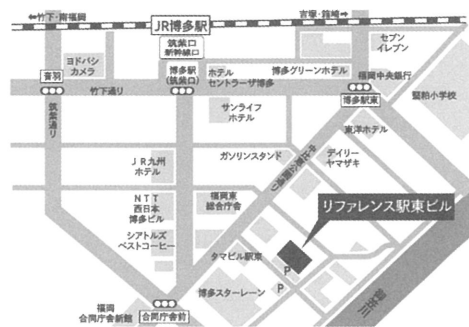 ←竹下・南福岡
吉塚・箱崎→
JR博多駅
筑紫口
新幹線口
セブン
イレブン
ヨドバシ
カメラ
音羽
博多駅
(筑紫口)
ホテル
セントラーザ博多
博多グリーンホテル
福岡中央銀行
竹下通り
博多駅東
堅粕小学校
筑紫通り
サンライフ
ホテル
東洋ホテル
JR九州
ホテル
ガソリンスタンド
デイリー
ヤマザキ
NTT
西日本
博多ビル
福岡東
総合庁舎
リファレンス駅東ビル
シアトルズ
ベストコーヒー
タマビル駅東
P
P
博多スターレーン
福岡
合同庁舎新館
合同庁舎前